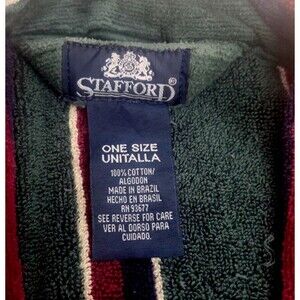 STAFFORD®
ONE SIZE
UNITALLA
100% COTTON/
ALGODON
MADE IN BRAZIL
HECHO EN BRASIL
RN 93677
SEE REVERSE FOR CARE
VER AL DORSO PARA
CUIDADO.